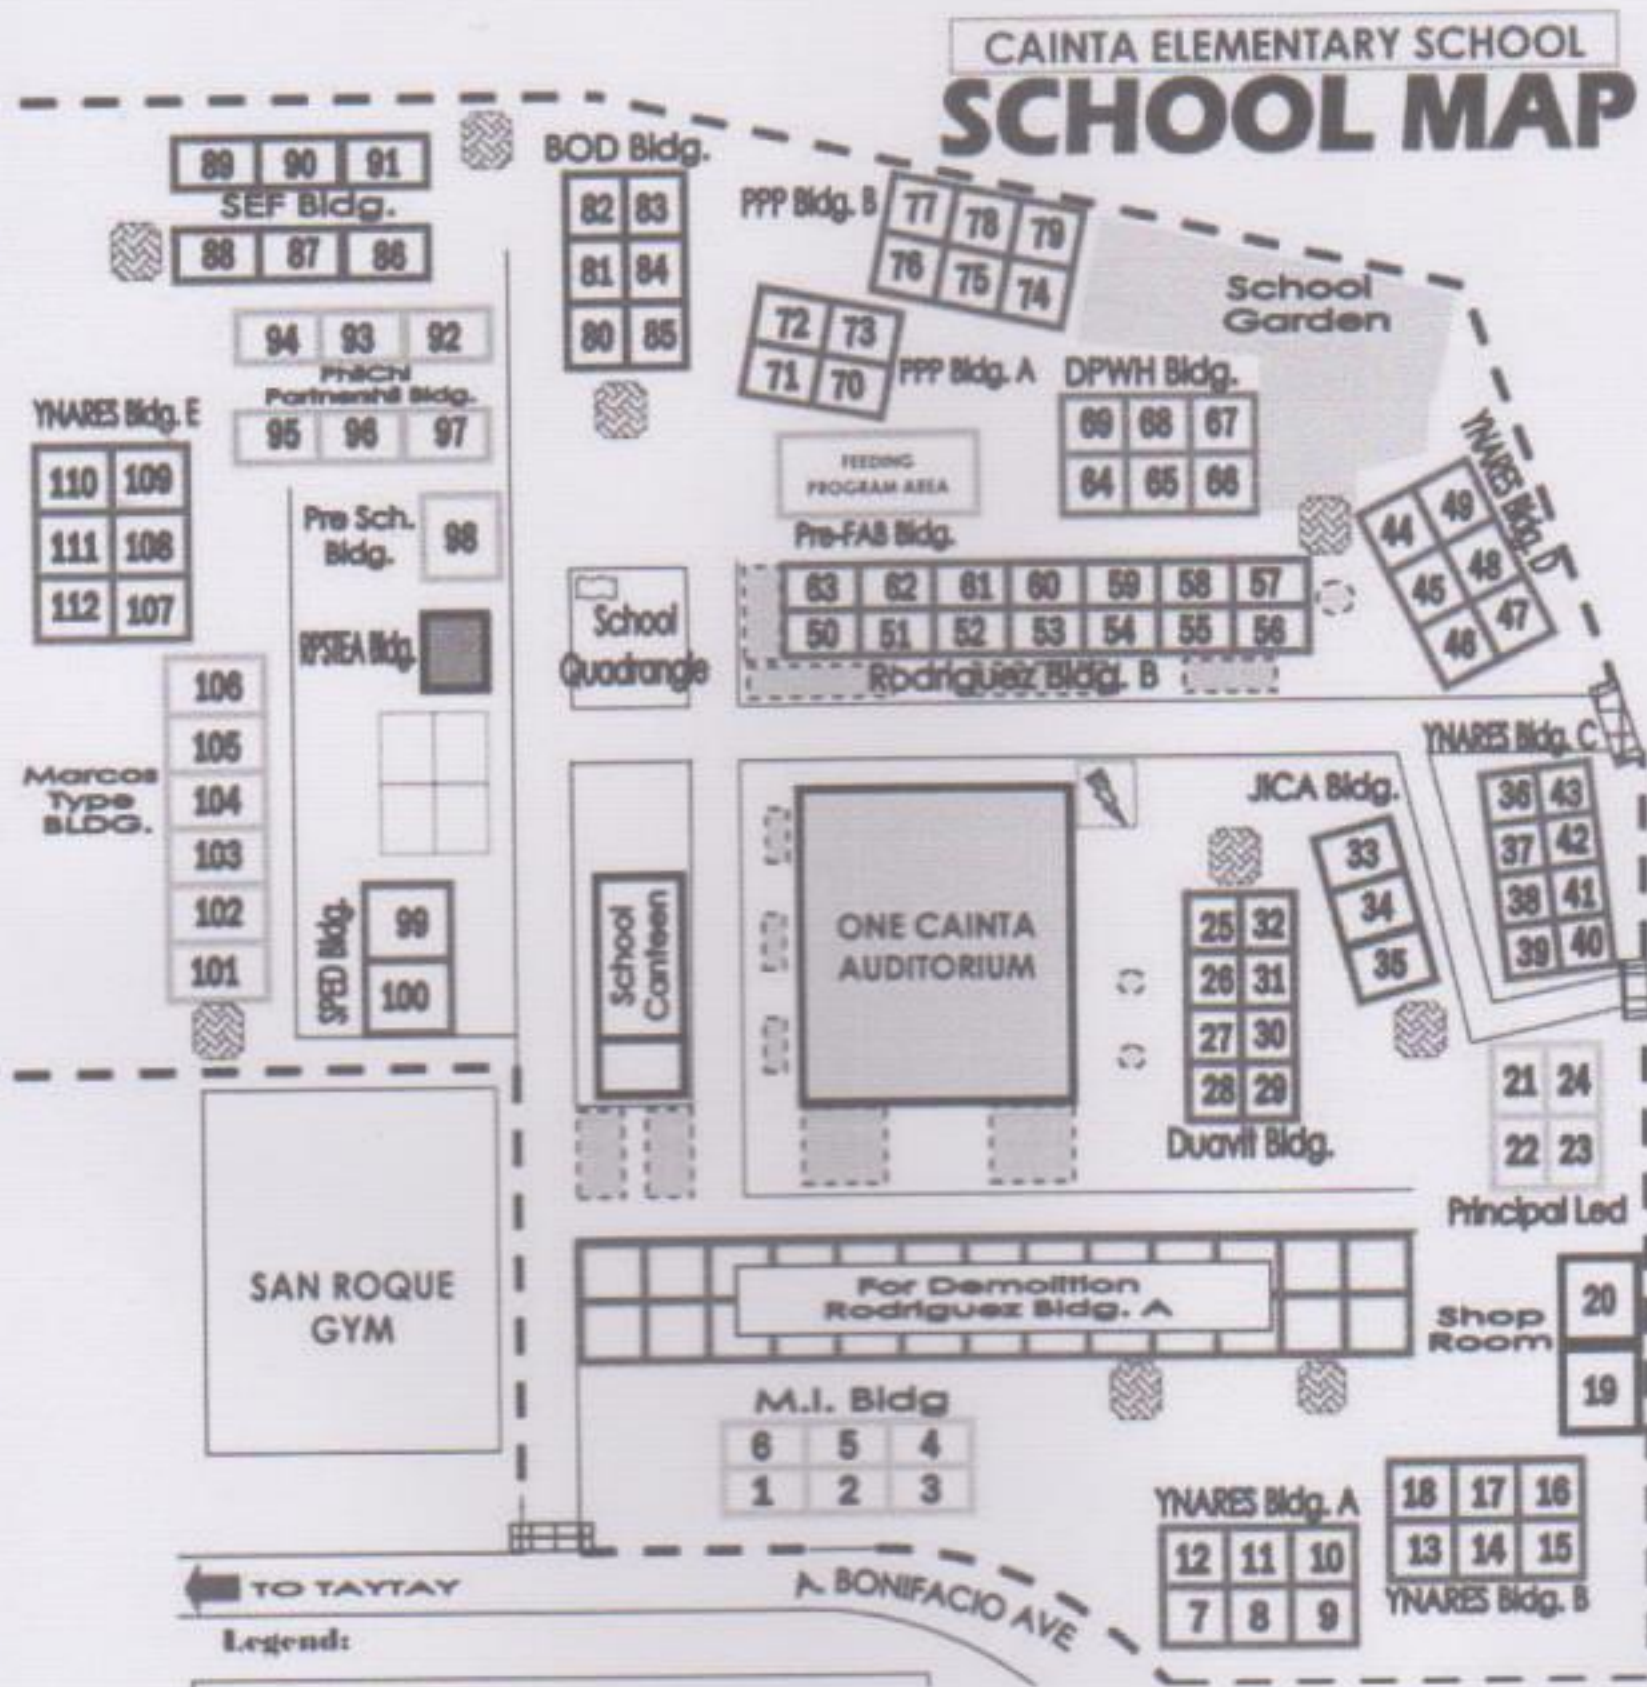 CAINTA ELEMENTARY SCHOOL
SCHOOL MAP
89 90 91
SEF Bldg.
88 87 86
BOD Bldg.
82 83
81 84
80 85
PPP Bldg. B
77 78 79
76 75 74
School
Garden
94 93 92
PhilChi
Bldg.
95 96 97
72 73
71 70
PPP Bldg. A
DPWH Bldg.
69 68 67
64 65 66
YNARES Bldg. E
110 109
111 108
112 107
FEEDING
PROGRAM AREA
Pre Sch.
Bldg.
98
Pre-FAB Bldg.
63 62 61 60 59 58 57
50 51 52 53 54 55 56
Rodriguez Bldg. B
YNARES Bldg. D
44 49
45 48
46 47
RPSTEA Bldg.
School
Quadrangle
Marcos
Type
BLDG.
106
105
104
103
102
101
SPED Bldg.
99
100
School
Canteen
ONE CAINTA
AUDITORIUM
JICA Bldg.
33
34
35
YNARES Bldg. C
36 43
37 42
38 41
39 40
25 32
26 31
27 30
28 29
Duavit Bldg.
21 24
22 23
Principal Led
SAN ROQUE
GYM
For Demolition
Rodriguez Bldg. A
Shop
Room
20
19
M.I. Bldg
6 5 4
1 2 3
YNARES Bldg. A
12 11 10
7 8 9
18 17 16
13 14 15
YNARES Bldg. B
TO TAYTAY
A. BONIFACIO AVE
Legend: